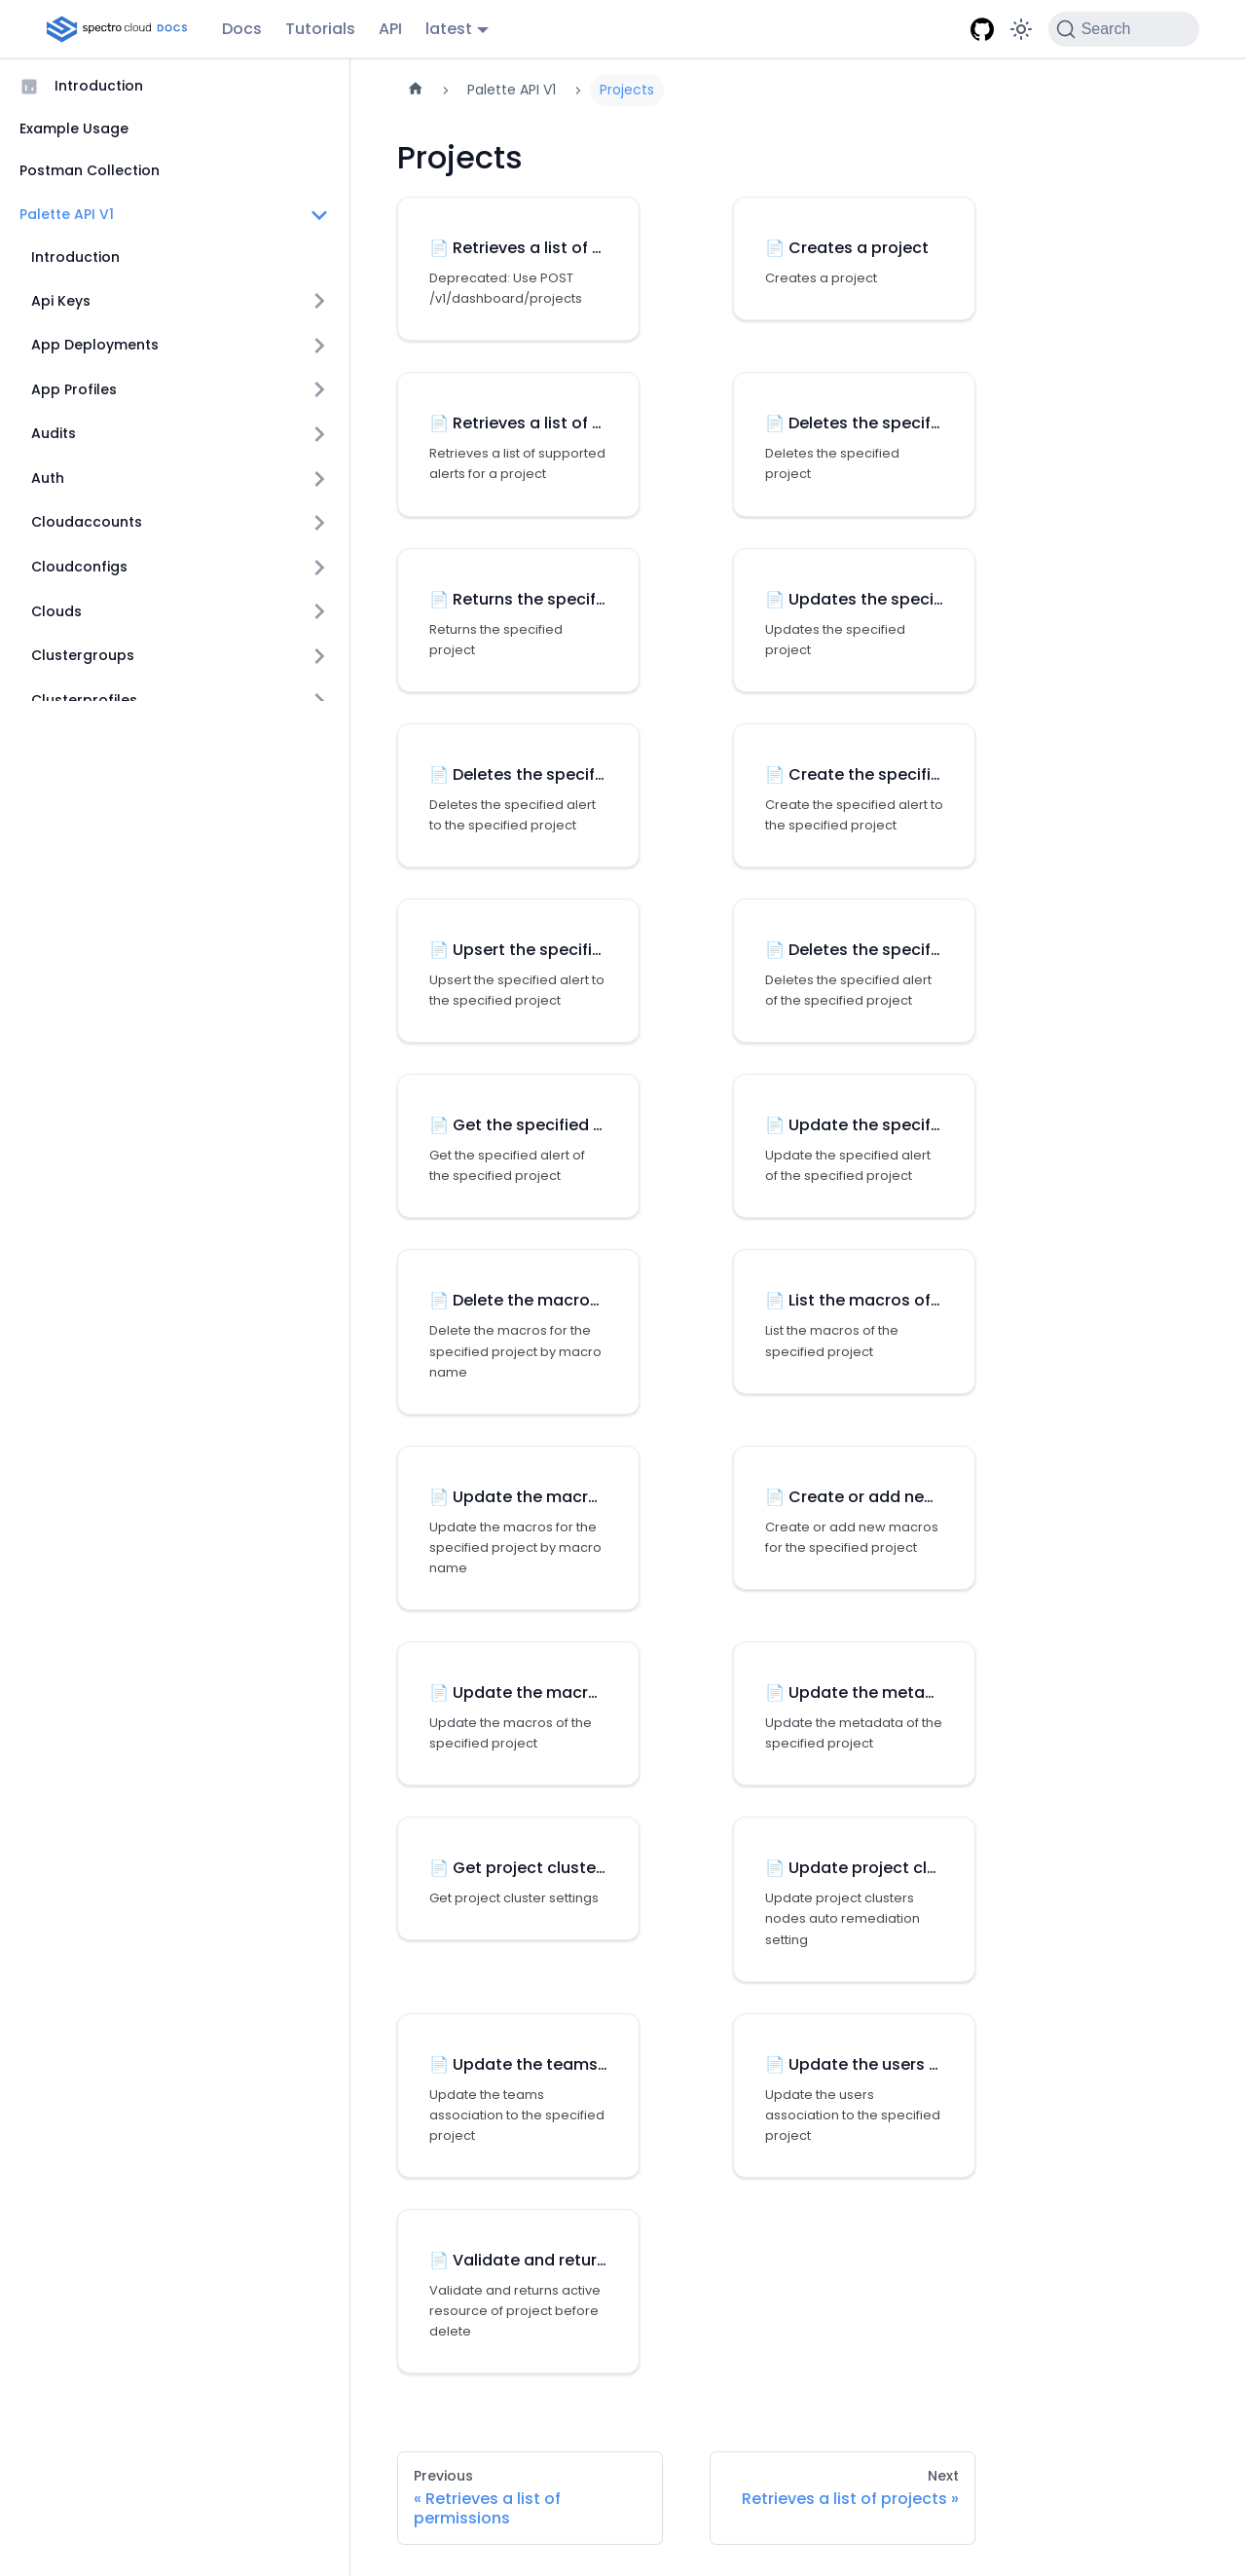 spectro cloud DOCS
Docs
Tutorials
API
latest
Search
Introduction
Example Usage
Postman Collection
Palette API V1
Introduction
Api Keys
App Deployments
App Profiles
Audits
Auth
Cloudaccounts
Cloudconfigs
Clouds
Clustergroups
Clusterprofiles
Palette API V1
Projects
Projects
Retrieves a list of ...
Deprecated: Use POST
/v1/dashboard/projects
Creates a project
Creates a project
Retrieves a list of ...
Retrieves a list of supported
alerts for a project
Deletes the specif...
Deletes the specified
project
Returns the specif...
Returns the specified
project
Updates the speci...
Updates the specified
project
Deletes the specif...
Deletes the specified alert
to the specified project
Create the specifi...
Create the specified alert to
the specified project
Upsert the specifi...
Upsert the specified alert to
the specified project
Deletes the specif...
Deletes the specified alert
of the specified project
Get the specified ...
Get the specified alert of
the specified project
Update the specif...
Update the specified alert
of the specified project
Delete the macro...
Delete the macros for the
specified project by macro
name
List the macros of...
List the macros of the
specified project
Update the macr...
Update the macros for the
specified project by macro
name
Create or add ne...
Create or add new macros
for the specified project
Update the macr...
Update the macros of the
specified project
Update the meta...
Update the metadata of the
specified project
Get project cluste...
Get project cluster settings
Update project cl...
Update project clusters
nodes auto remediation
setting
Update the teams...
Update the teams
association to the specified
project
Update the users ...
Update the users
association to the specified
project
Validate and retur...
Validate and returns active
resource of project before
delete
Previous
« Retrieves a list of
permissions
Next
Retrieves a list of projects »